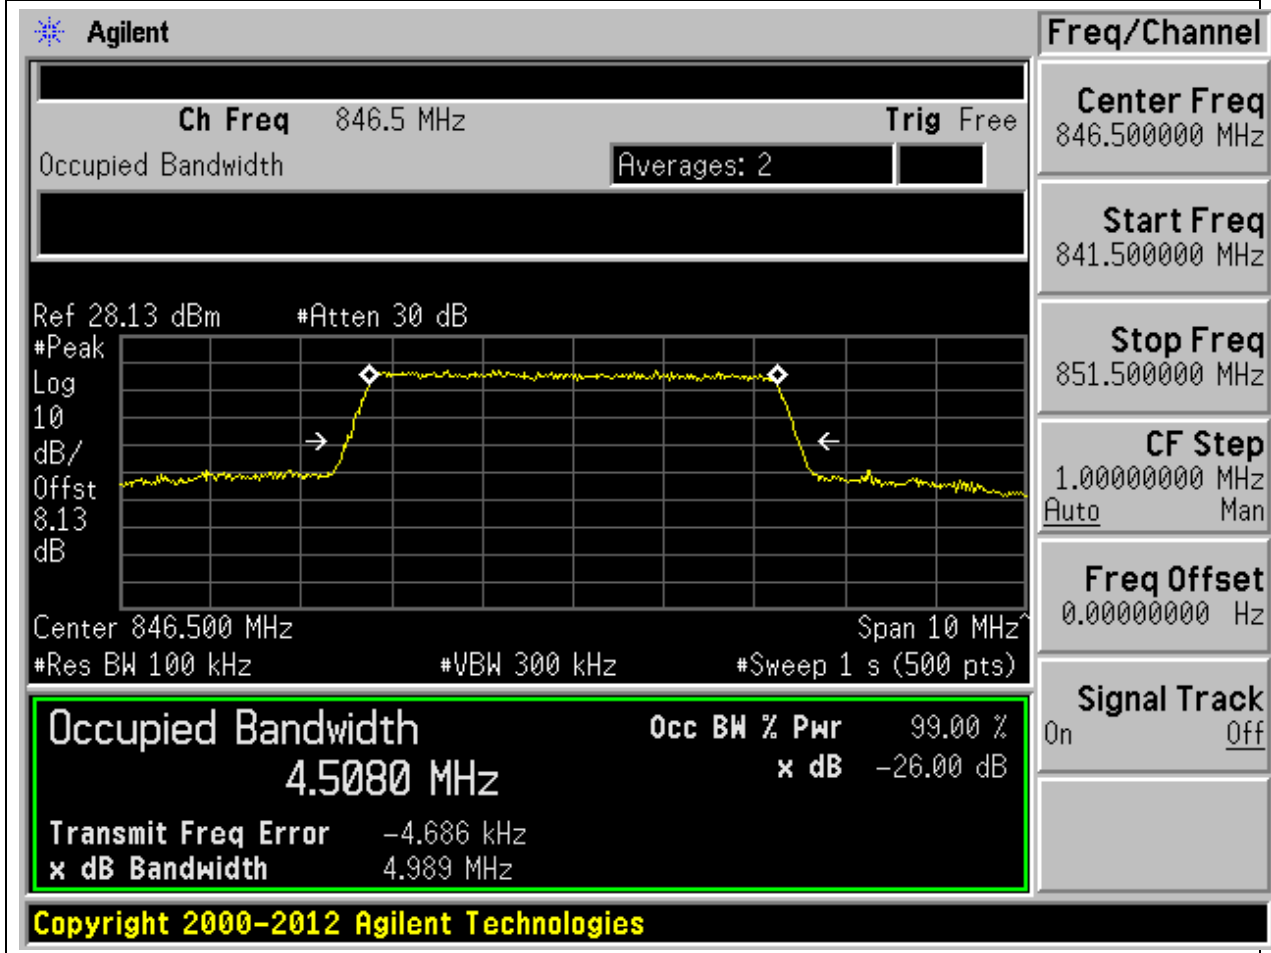 Agilent
Freq/Channel
Ch Freq 846.5 MHz Trig Free
Occupied Bandwidth Averages: 2
Center Freq
846.500000 MHz
Start Freq
841.500000 MHz
Stop Freq
851.500000 MHz
CF Step
1.00000000 MHz
Auto Man
Freq Offset
0.00000000 Hz
Signal Track
On Off
Ref 28.13 dBm #Atten 30 dB
#Peak
Log
10
dB/
Offst
8.13
dB
Center 846.500 MHz Span 10 MHz^
#Res BW 100 kHz #VBW 300 kHz #Sweep 1 s (500 pts)
Occupied Bandwidth
4.5080 MHz
Occ BW % Pwr 99.00 %
x dB -26.00 dB
Transmit Freq Error -4.686 kHz
x dB Bandwidth 4.989 MHz
Copyright 2000-2012 Agilent Technologies